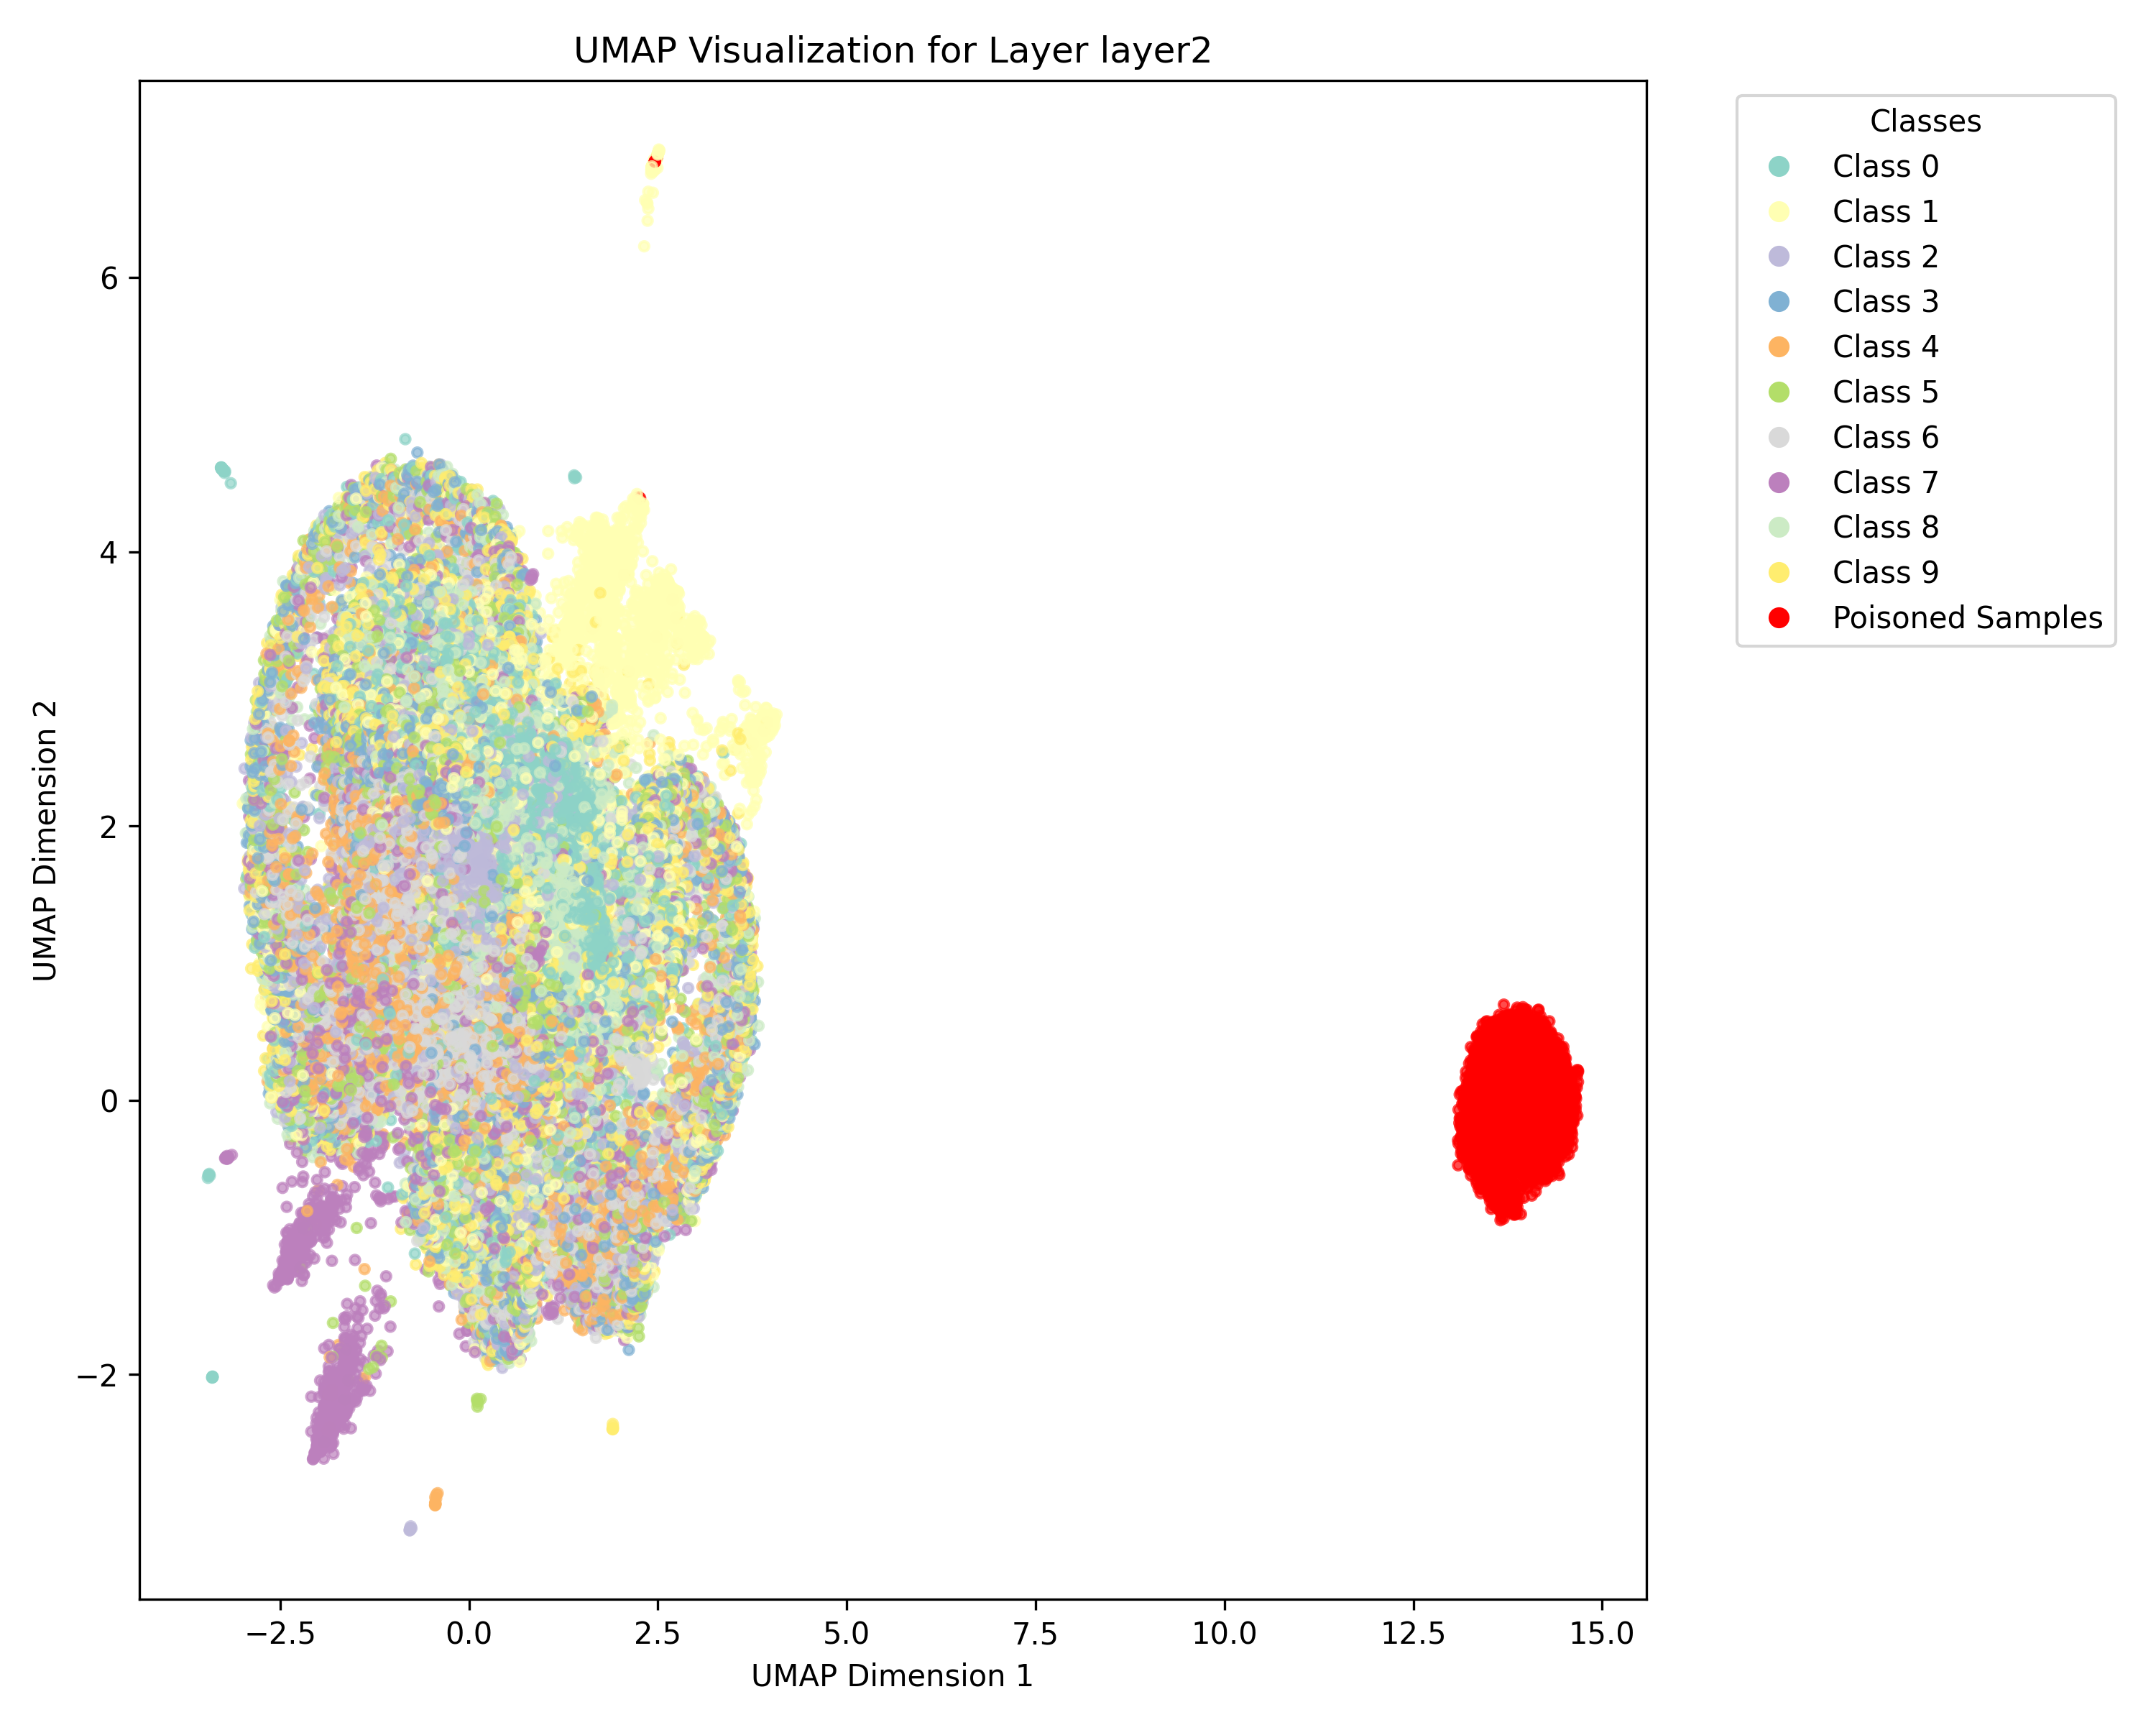 UMAP Visualization for Layer layer2
Classes
Class 0
Class 1
Class 2
Class 3
Class 4
Class 5
Class 6
Class 7
Class 8
Class 9
Poisoned Samples
UMAP Dimension 2
6
4
2
0
−2
−2.5 0.0 2.5 5.0 7.5 10.0 12.5 15.0
UMAP Dimension 1